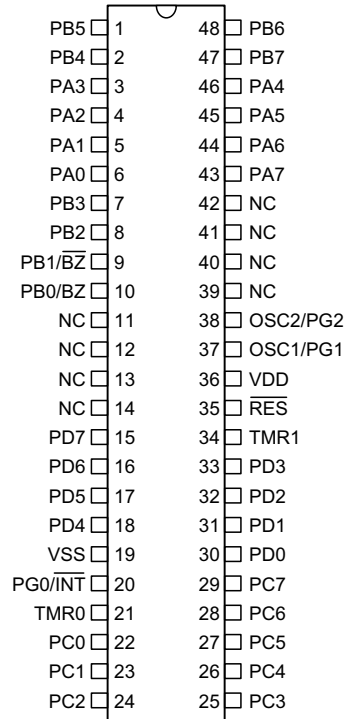 PB5 1 48 PB6
PB4 2 47 PB7
PA3 3 46 PA4
PA2 4 45 PA5
PA1 5 44 PA6
PA0 6 43 PA7
PB3 7 42 NC
PB2 8 41 NC
PB1/B̅Z̅ 9 40 NC
PB0/BZ 10 39 NC
NC 11 38 OSC2/PG2
NC 12 37 OSC1/PG1
NC 13 36 VDD
NC 14 35 R̅E̅S̅
PD7 15 34 TMR1
PD6 16 33 PD3
PD5 17 32 PD2
PD4 18 31 PD1
VSS 19 30 PD0
PG0/I̅N̅T̅ 20 29 PC7
TMR0 21 28 PC6
PC0 22 27 PC5
PC1 23 26 PC4
PC2 24 25 PC3